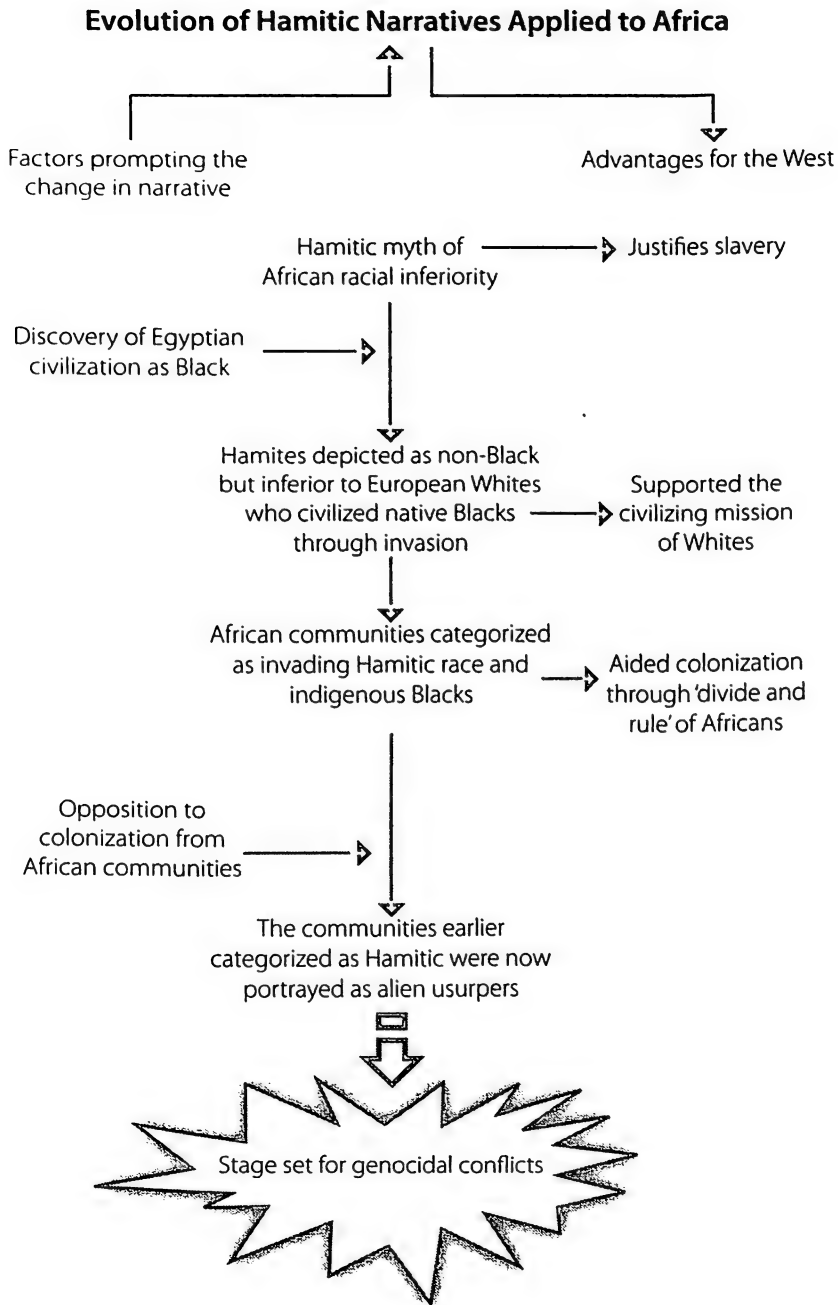 Evolution of Hamitic Narratives Applied to Africa
Factors prompting the
change in narrative
Advantages for the West
Hamitic myth of
African racial inferiority
Justifies slavery
Discovery of Egyptian
civilization as Black
Hamites depicted as non-Black
but inferior to European Whites
who civilized native Blacks
through invasion
Supported the
civilizing mission
of Whites
African communities categorized
as invading Hamitic race and
indigenous Blacks
Aided colonization
through 'divide and
rule' of Africans
Opposition to
colonization from
African communities
The communities earlier
categorized as Hamitic were now
portrayed as alien usurpers
Stage set for genocidal conflicts